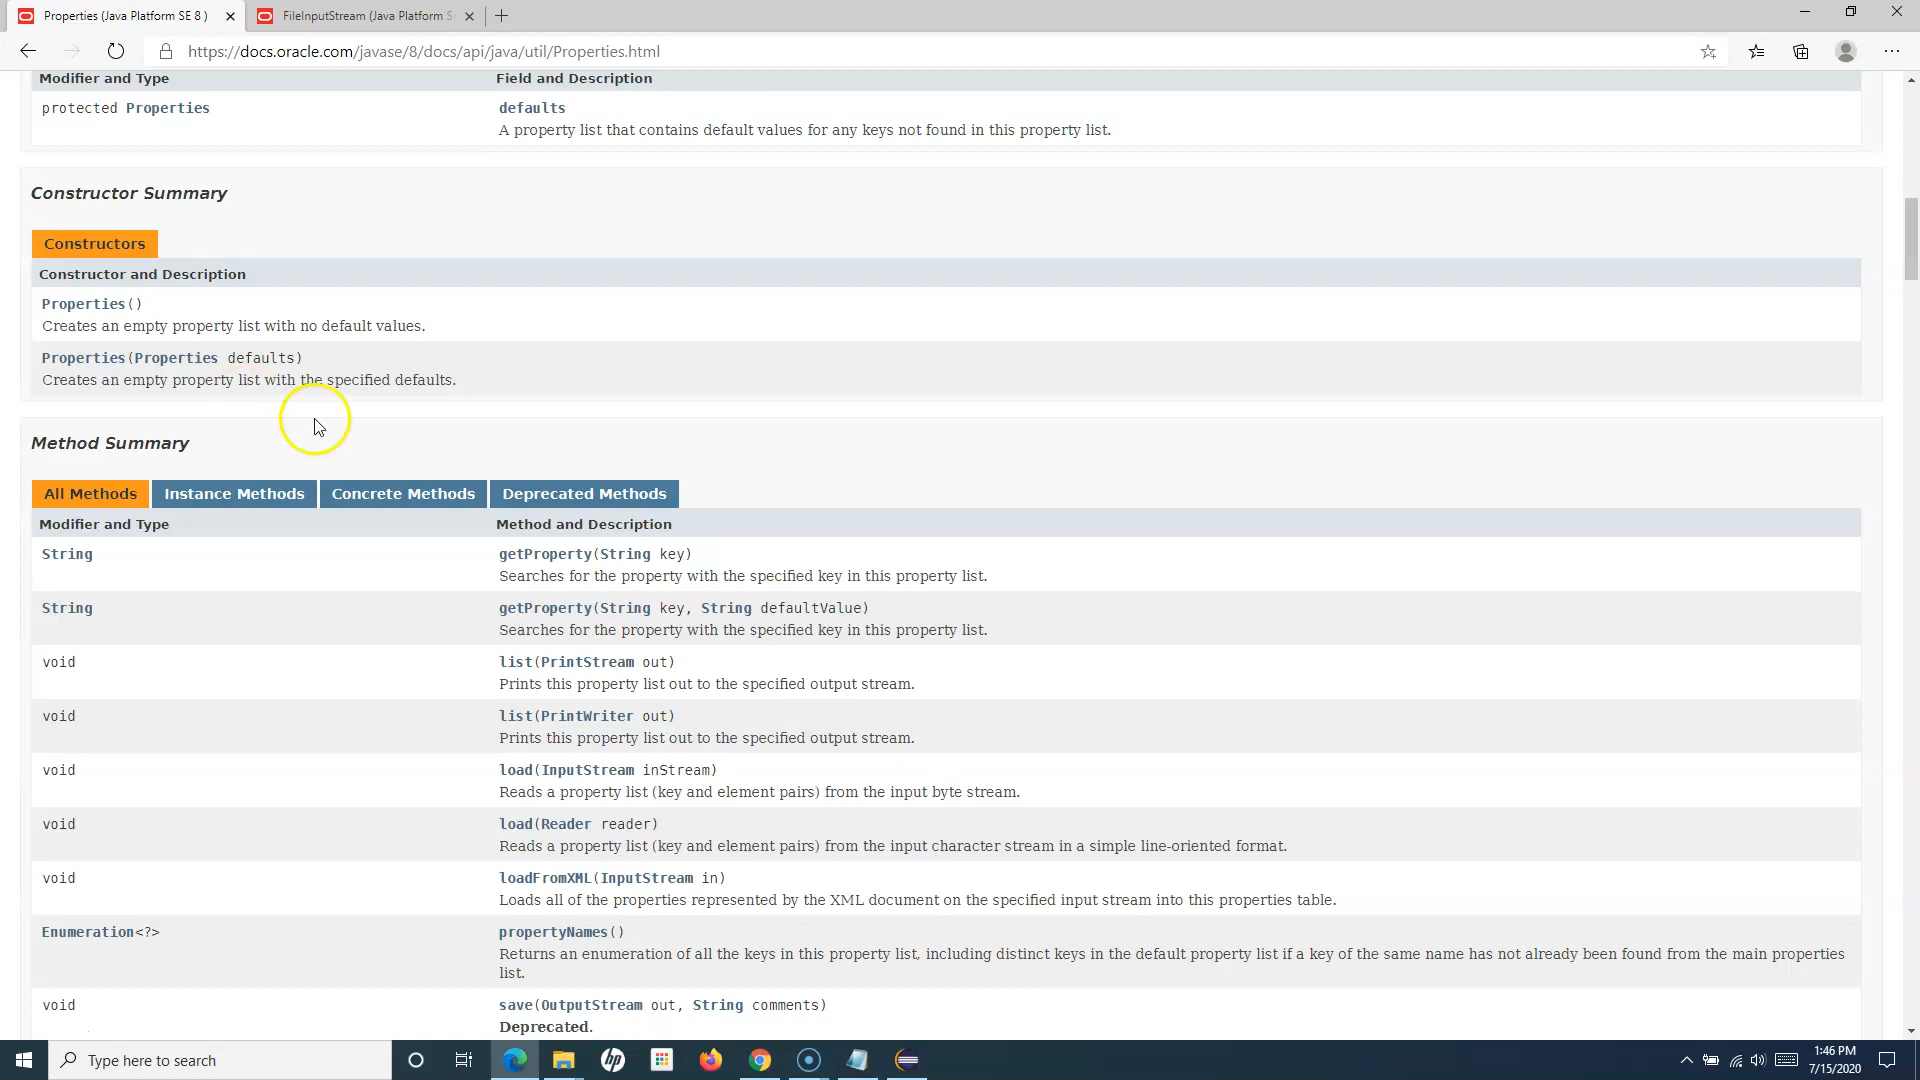 Properties (Java Platform SE 8 )
FileInputStream (Java Platform S
https://docs.oracle.com/javase/8/docs/api/java/util/Properties.html
Modifier and Type Field and Description
protected Properties defaults
A property list that contains default values for any keys not found in this property list.
Constructor Summary
Constructors
Constructor and Description
Properties()
Creates an empty property list with no default values.
Properties(Properties defaults)
Creates an empty property list with the specified defaults.
Method Summary
All Methods Instance Methods Concrete Methods Deprecated Methods
Modifier and Type Method and Description
String getProperty(String key)
Searches for the property with the specified key in this property list.
String getProperty(String key, String defaultValue)
Searches for the property with the specified key in this property list.
void list(PrintStream out)
Prints this property list out to the specified output stream.
void list(PrintWriter out)
Prints this property list out to the specified output stream.
void load(InputStream inStream)
Reads a property list (key and element pairs) from the input byte stream.
void load(Reader reader)
Reads a property list (key and element pairs) from the input character stream in a simple line-oriented format.
void loadFromXML(InputStream in)
Loads all of the properties represented by the XML document on the specified input stream into this properties table.
Enumeration<?> propertyNames()
Returns an enumeration of all the keys in this property list, including distinct keys in the default property list if a key of the same name has not already been found from the main properties
list.
void save(OutputStream out, String comments)
Deprecated.
Type here to search
hp
1:46 PM
7/15/2020